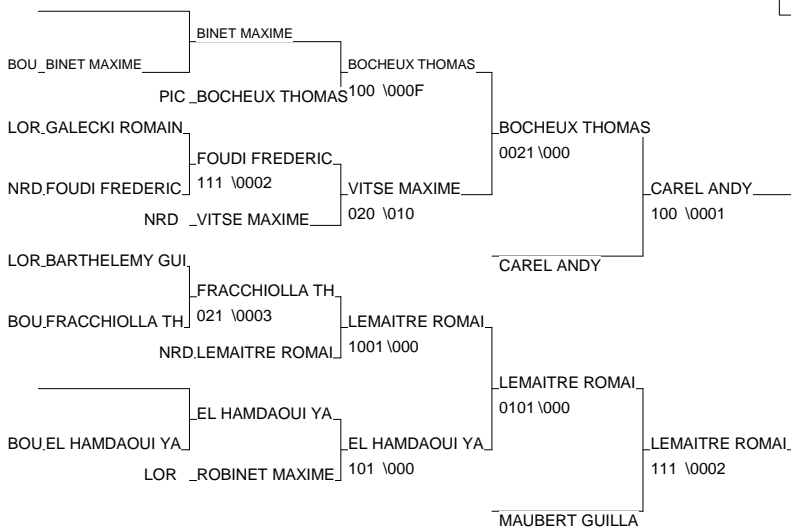 BINET MAXIME
BOU BINET MAXIME
BOCHEUX THOMAS
100 \000F
PIC BOCHEUX THOMAS
LOR GALECKI ROMAIN
BOCHEUX THOMAS
0021 \000
FOUDI FREDERIC
111 \0002
NRD FOUDI FREDERIC
VITSE MAXIME
020 \010
CAREL ANDY
100 \0001
NRD VITSE MAXIME
LOR BARTHELEMY GUI
CAREL ANDY
FRACCHIOLLA TH
021 \0003
BOU FRACCHIOLLA TH
LEMAITRE ROMAI
1001 \000
NRD LEMAITRE ROMAI
LEMAITRE ROMAI
0101 \000
EL HAMDAOUI YA
BOU EL HAMDAOUI YA
EL HAMDAOUI YA
101 \000
LEMAITRE ROMAI
111 \0002
LOR ROBINET MAXIME
MAUBERT GUILLA